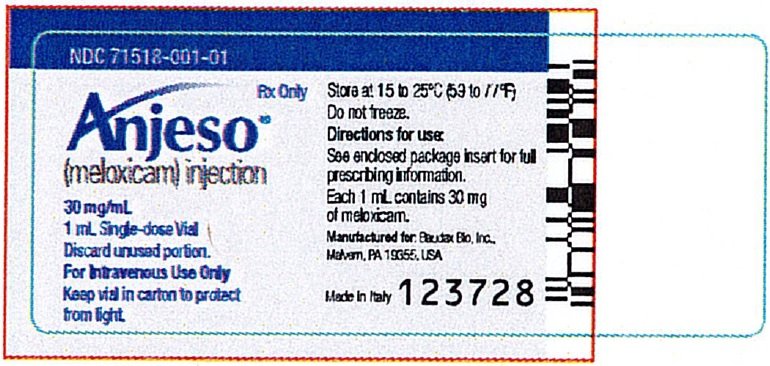 NDC 71518-001-01
Rx Only
Anjeso®
(meloxicam) injection
30 mg/mL
1 mL Single-dose Vial
Discard unused portion.
For Intravenous Use Only
Keep vial in carton to protect
from light.
Store at 15 to 25°C (59 to 77°F)
Do not freeze.
Directions for use:
See enclosed package insert for full
prescribing information.
Each 1 mL contains 30 mg
of meloxicam.
Manufactured for: Baudax Bio, Inc.,
Malvern, PA 19355, USA
Made in Italy 123728